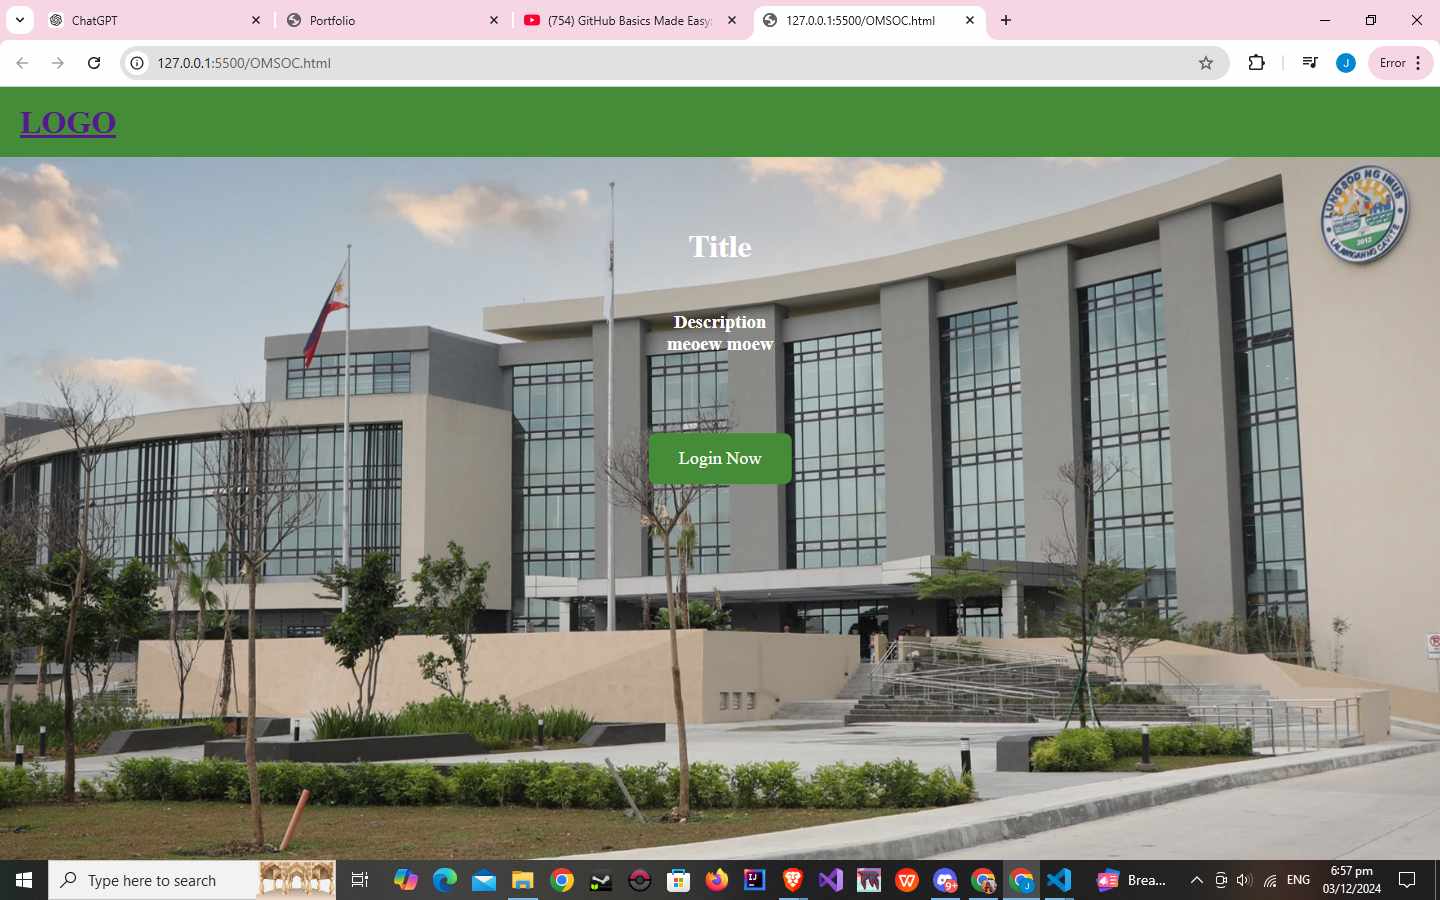 ChatGPT
Portfolio
(754) GitHub Basics Made Easy:
127.0.0.1:5500/OMSOC.html
127.0.0.1:5500/OMSOC.html
J
Error
LOGO
LUNGSOD NG IMUS
LALAWIGAN NG CAVITE
2012
Title
Description
meoew moew
Login Now
Type here to search
9+
J
Brea...
ENG
6:57 pm
03/12/2024